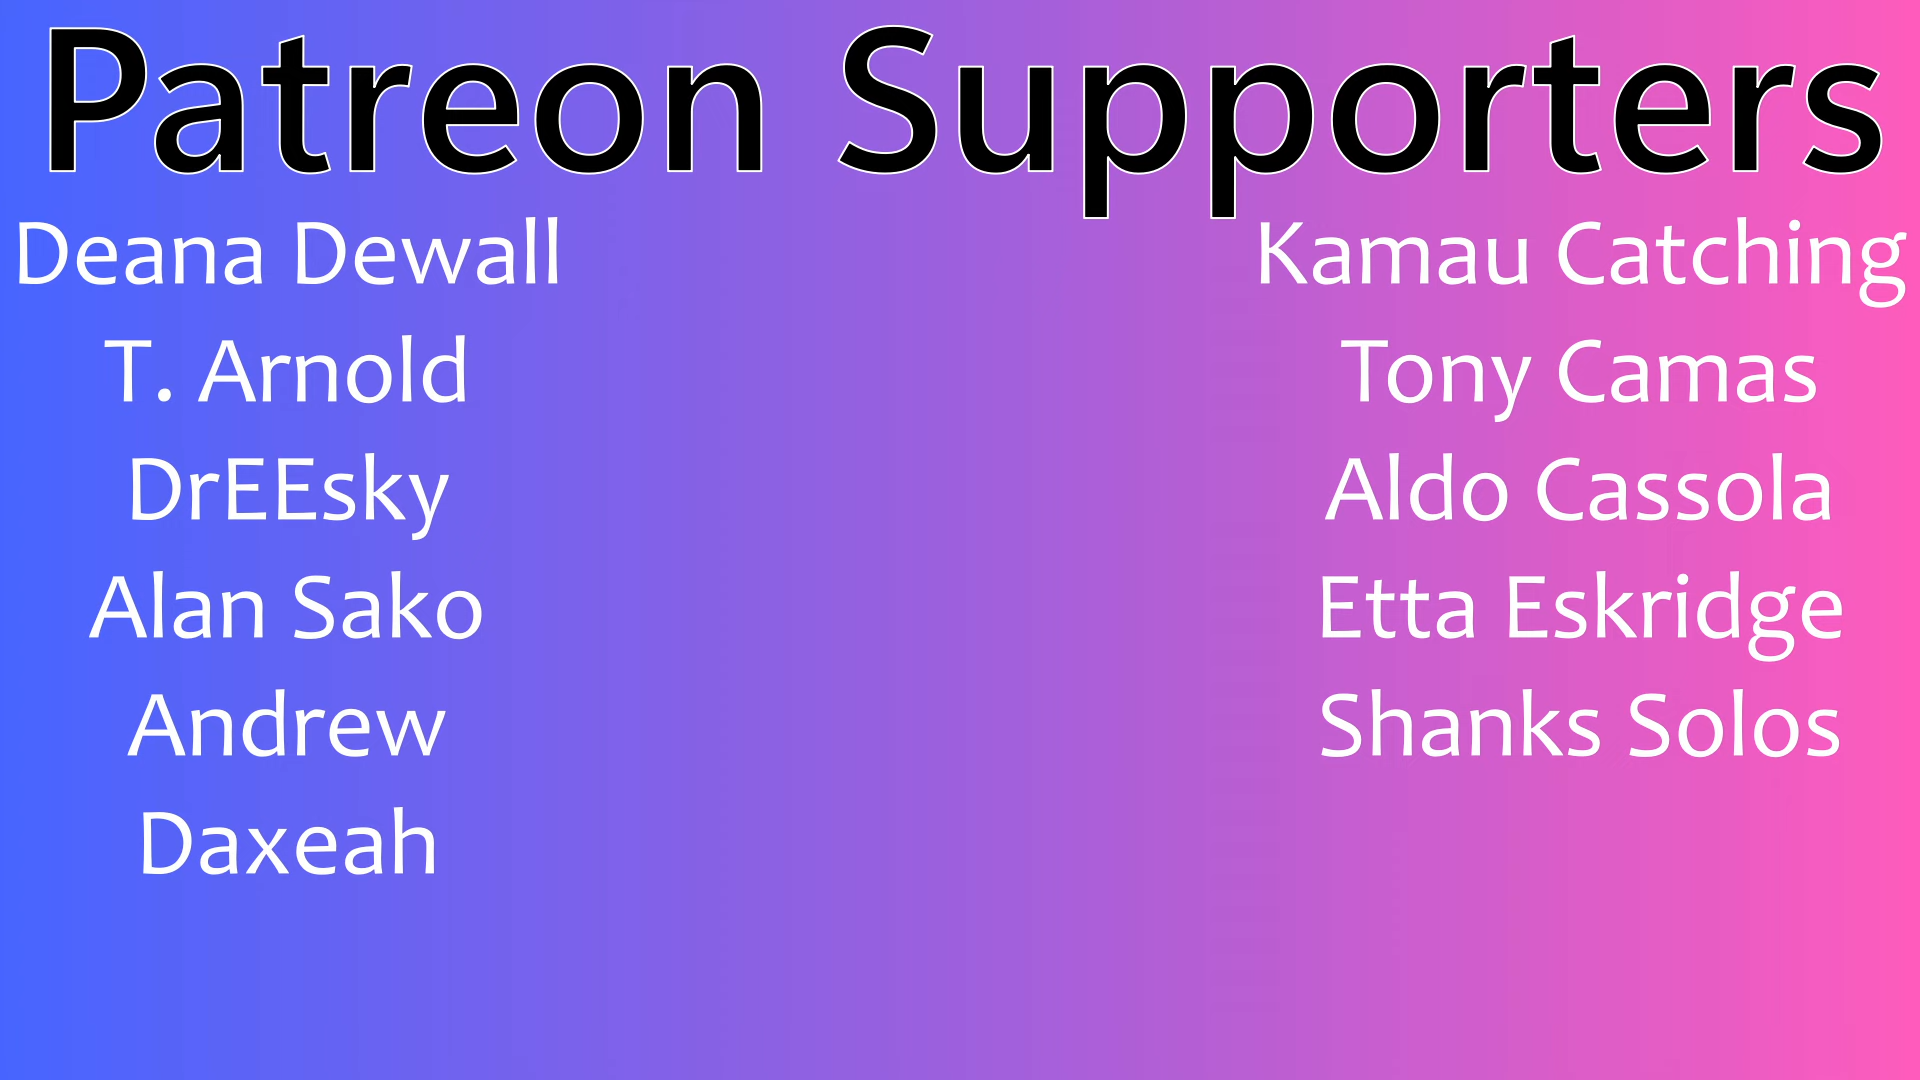 Patreon Supporters
Deana Dewall
T. Arnold
DrEEsky
Alan Sako
Andrew
Daxeah
Kamau Catching
Tony Camas
Aldo Cassola
Etta Eskridge
Shanks Solos